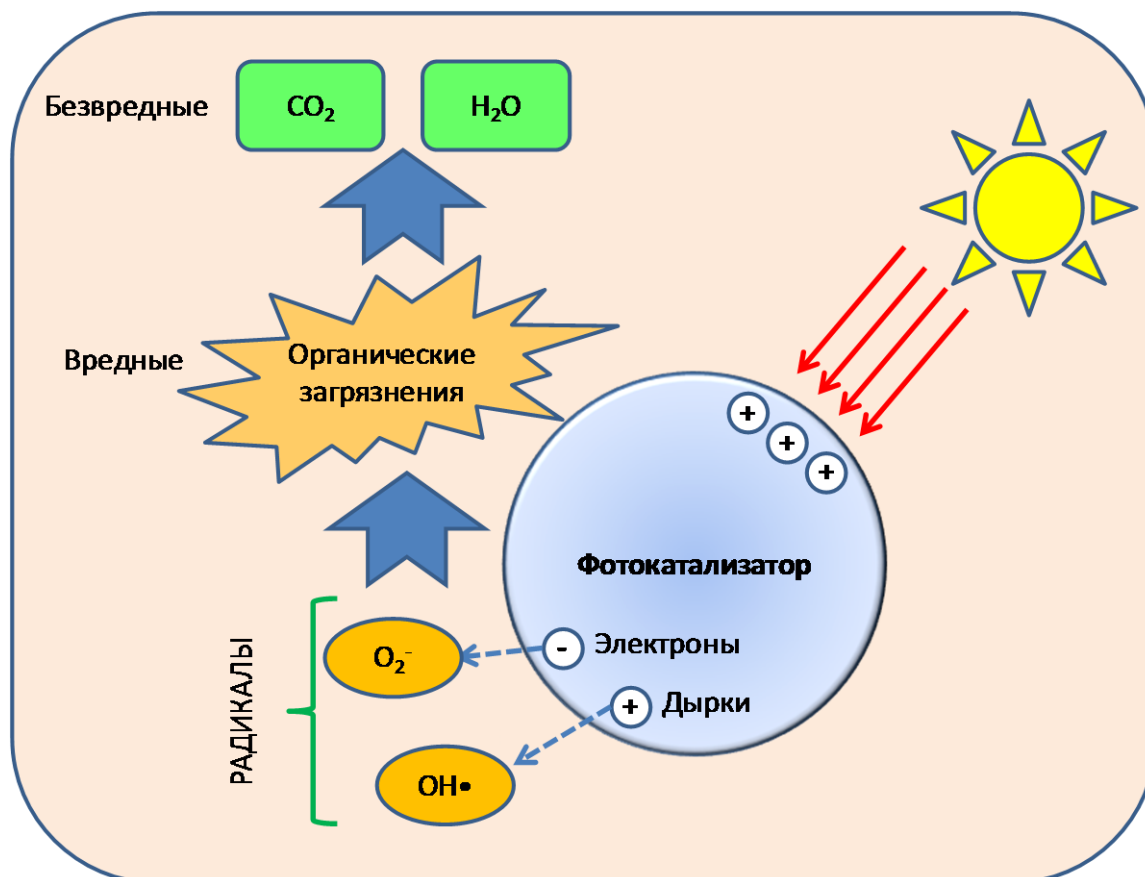 Безвредные
CO₂
H₂O
Вредные
Органические
загрязнения
+
+
+
Фотокатализатор
- Электроны
+ Дырки
РАДИКАЛЫ
O₂⁻
OH•